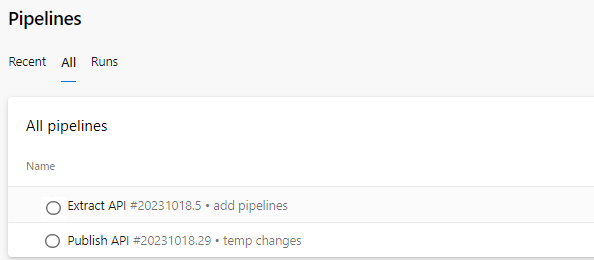 Pipelines
Recent All Runs
All pipelines
Name
Extract API #20231018.5 • add pipelines
Publish API #20231018.29 • temp changes